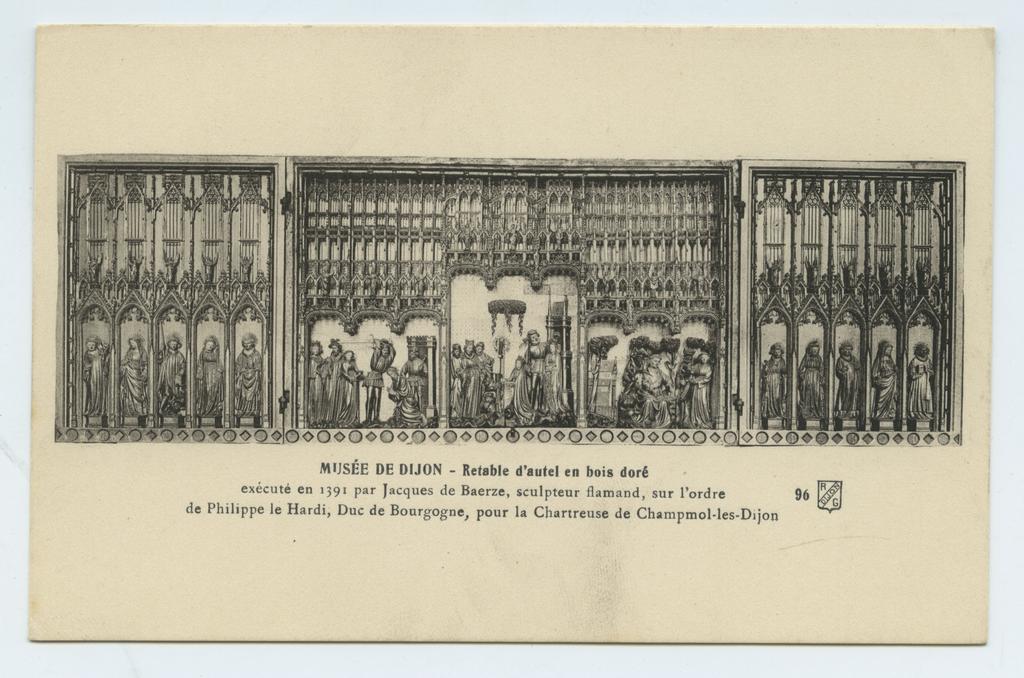 MUSÉE DE DIJON - Retable d'autel en bois doré
exécuté en 1391 par Jacques de Baerze, sculpteur flamand, sur l'ordre
de Philippe le Hardi, Duc de Bourgogne, pour la Chartreuse de Champmol-les-Dijon
96
R
DIJON
G